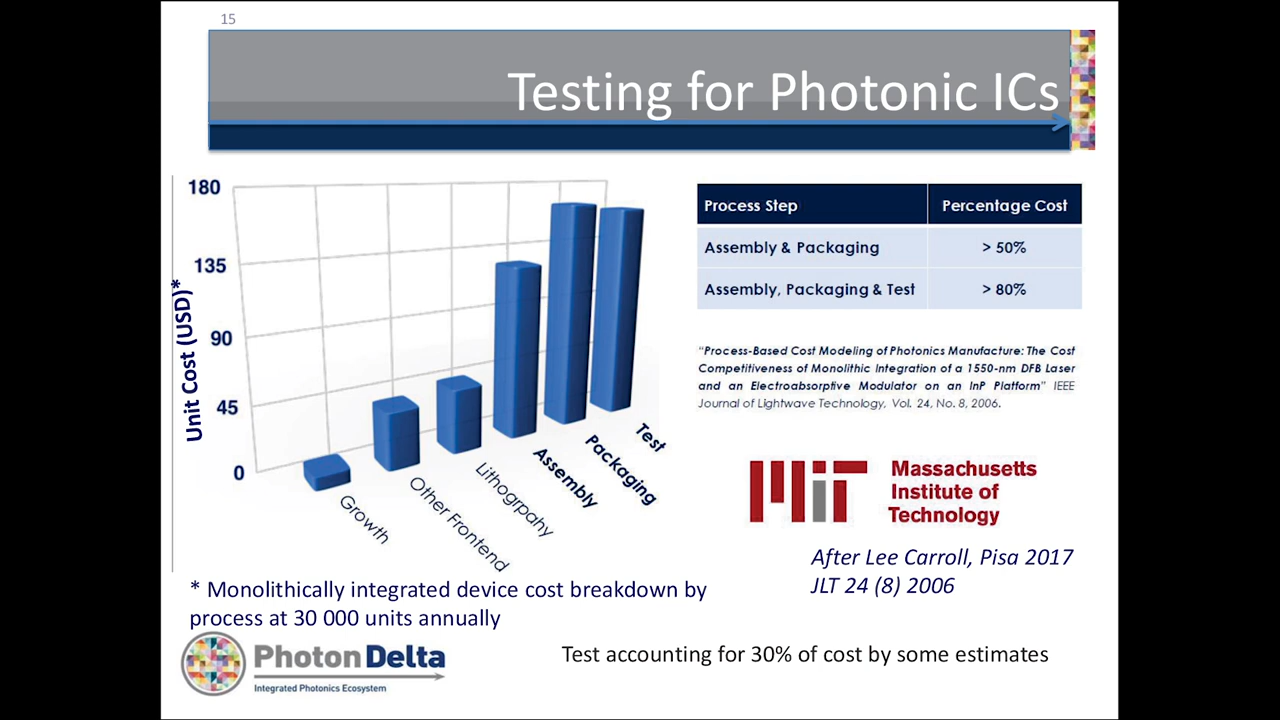 15
Testing for Photonic ICs
180
135
90
45
0
Unit Cost (USD)*
Growth
Other Frontend
Lithogrpahy
Assembly
Packaging
Test
Process Step Percentage Cost
Assembly & Packaging > 50%
Assembly, Packaging & Test > 80%
"Process-Based Cost Modeling of Photonics Manufacture: The Cost
Competitiveness of Monolithic Integration of a 1550-nm DFB Laser
and an Electroabsorptive Modulator on an InP Platform" IEEE
Journal of Lightwave Technology, Vol. 24, No. 8, 2006.
MIT
Massachusetts
Institute of
Technology
After Lee Carroll, Pisa 2017
JLT 24 (8) 2006
* Monolithically integrated device cost breakdown by
process at 30 000 units annually
PhotonDelta
Integrated Photonics Ecosystem
Test accounting for 30% of cost by some estimates